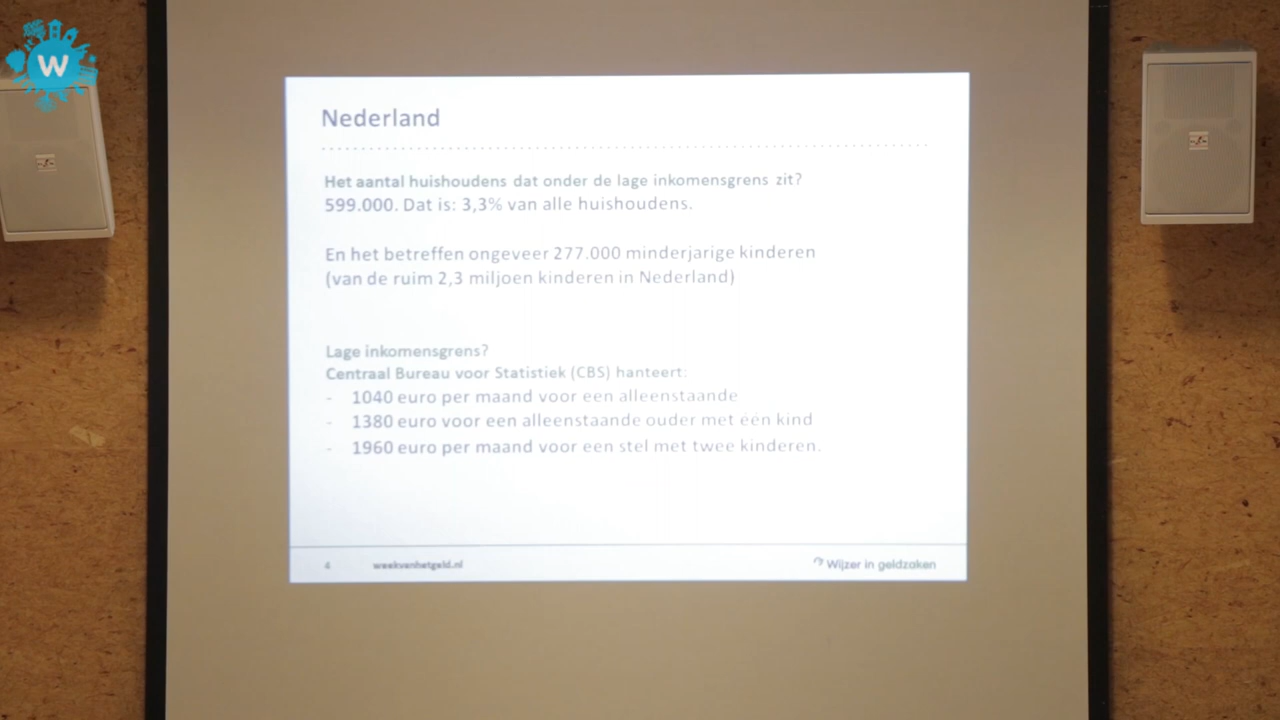 W
Nederland
Het aantal huishoudens dat onder de lage inkomensgrens zit?
599.000. Dat is: 3,3% van alle huishoudens.
En het betreffen ongeveer 277.000 minderjarige kinderen
(van de ruim 2,3 miljoen kinderen in Nederland)
Lage inkomensgrens?
Centraal Bureau voor Statistiek (CBS) hanteert:
- 1040 euro per maand voor een alleenstaande
- 1380 euro voor een alleenstaande ouder met één kind
- 1960 euro per maand voor een stel met twee kinderen.
4 weekvanhetgeld.nl Wijzer in geldzaken